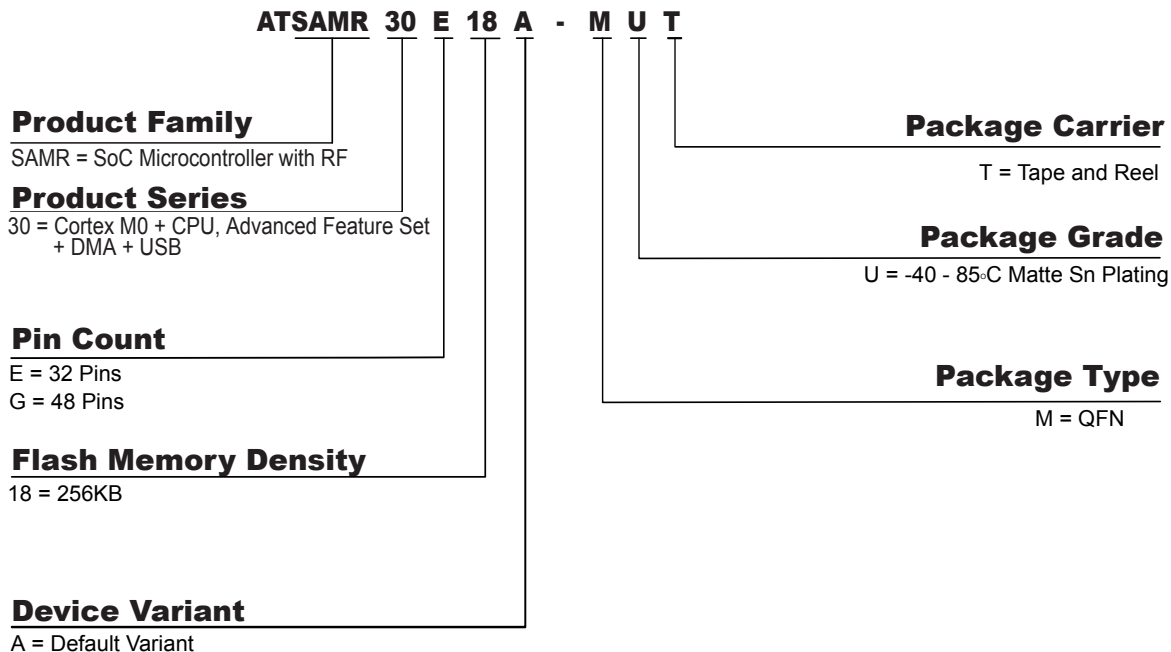 ATSAMR 30 E 18 A - M U T
Product Family
SAMR = SoC Microcontroller with RF
Product Series
30 = Cortex M0 + CPU, Advanced Feature Set
+ DMA + USB
Pin Count
E = 32 Pins
G = 48 Pins
Flash Memory Density
18 = 256KB
Device Variant
A = Default Variant
Package Carrier
T = Tape and Reel
Package Grade
U = -40 - 85◦C Matte Sn Plating
Package Type
M = QFN